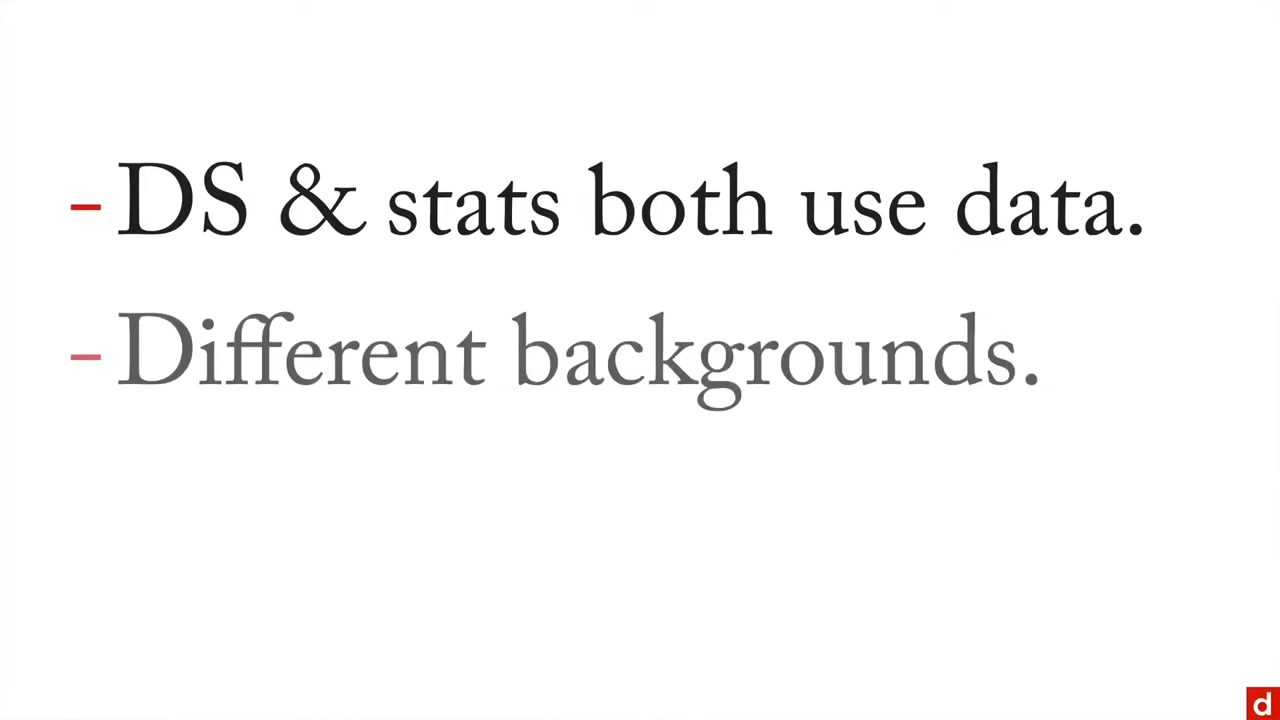 - DS & stats both use data.
- Different backgrounds.
d